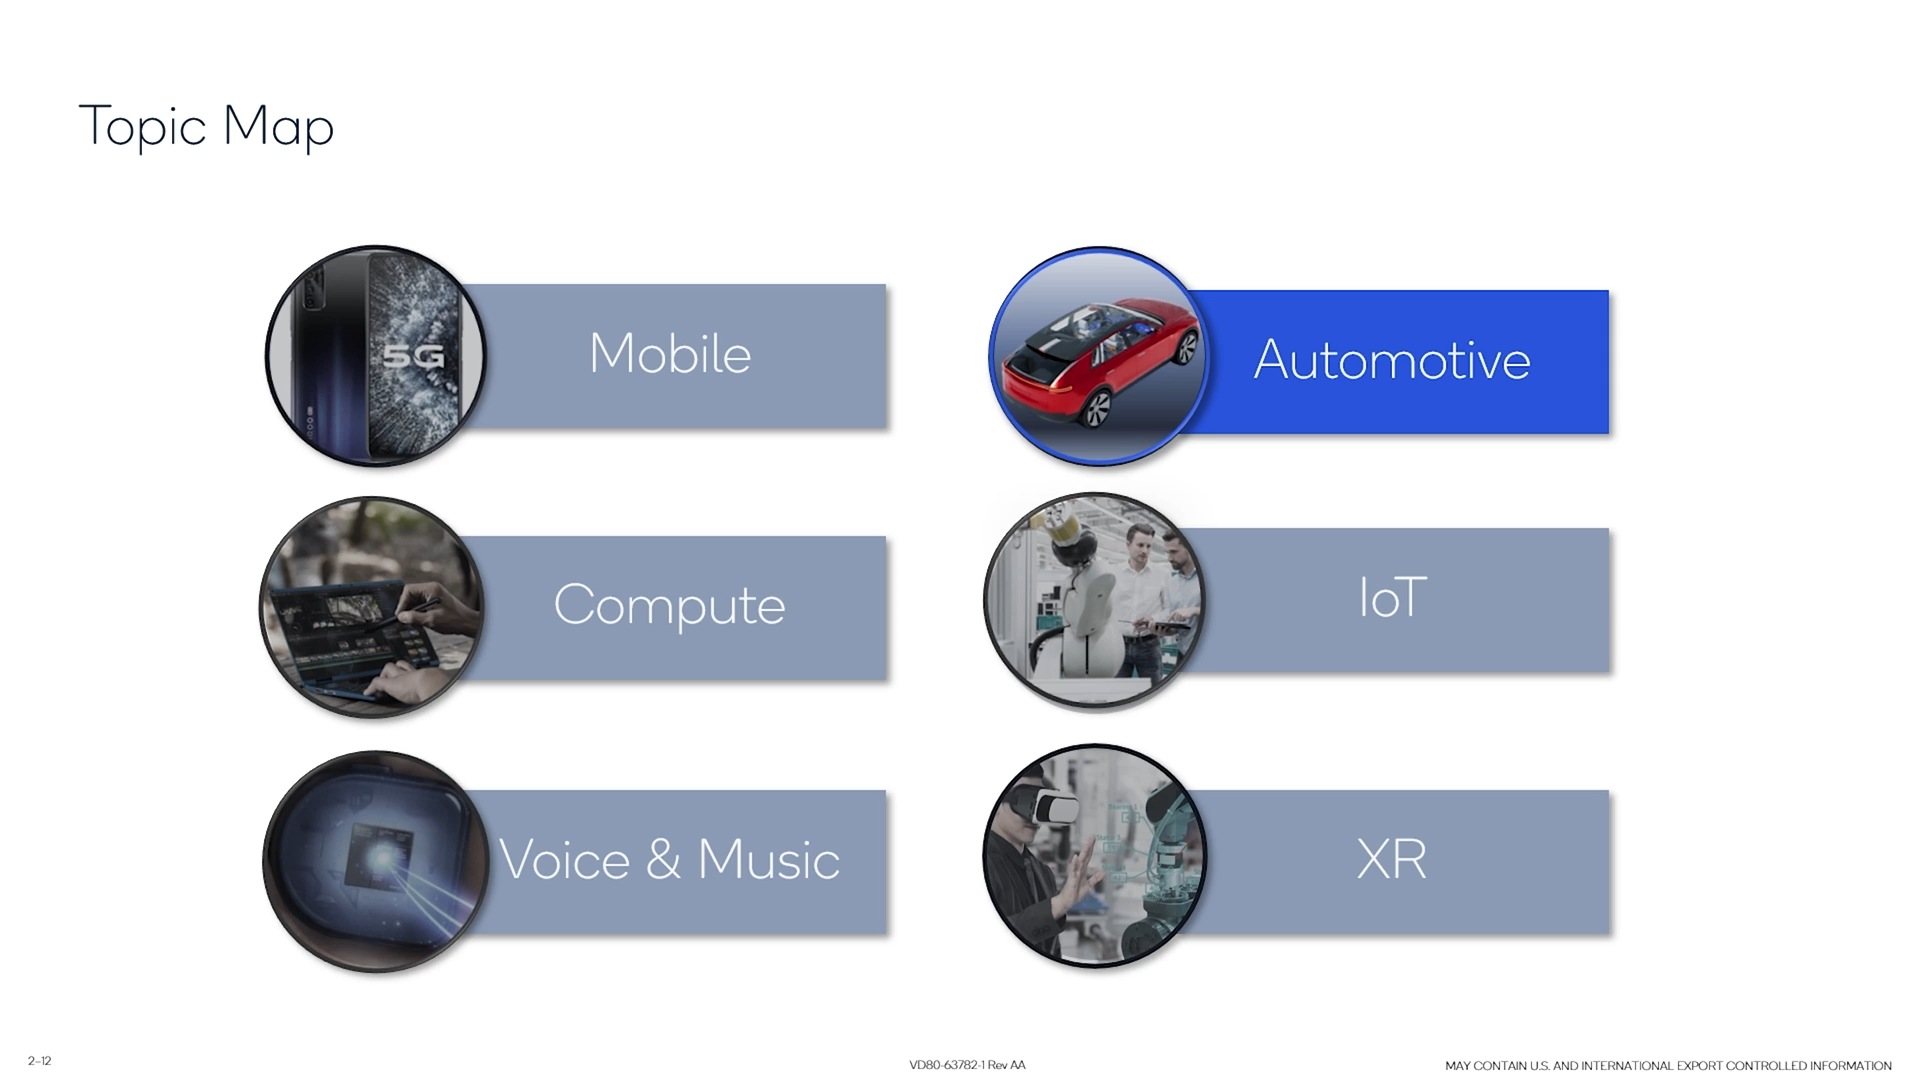 Topic Map
5G
Mobile
Automotive
Compute
IoT
Voice & Music
XR
2-12
VD80-63782-1 Rev AA
MAY CONTAIN U.S. AND INTERNATIONAL EXPORT CONTROLLED INFORMATION